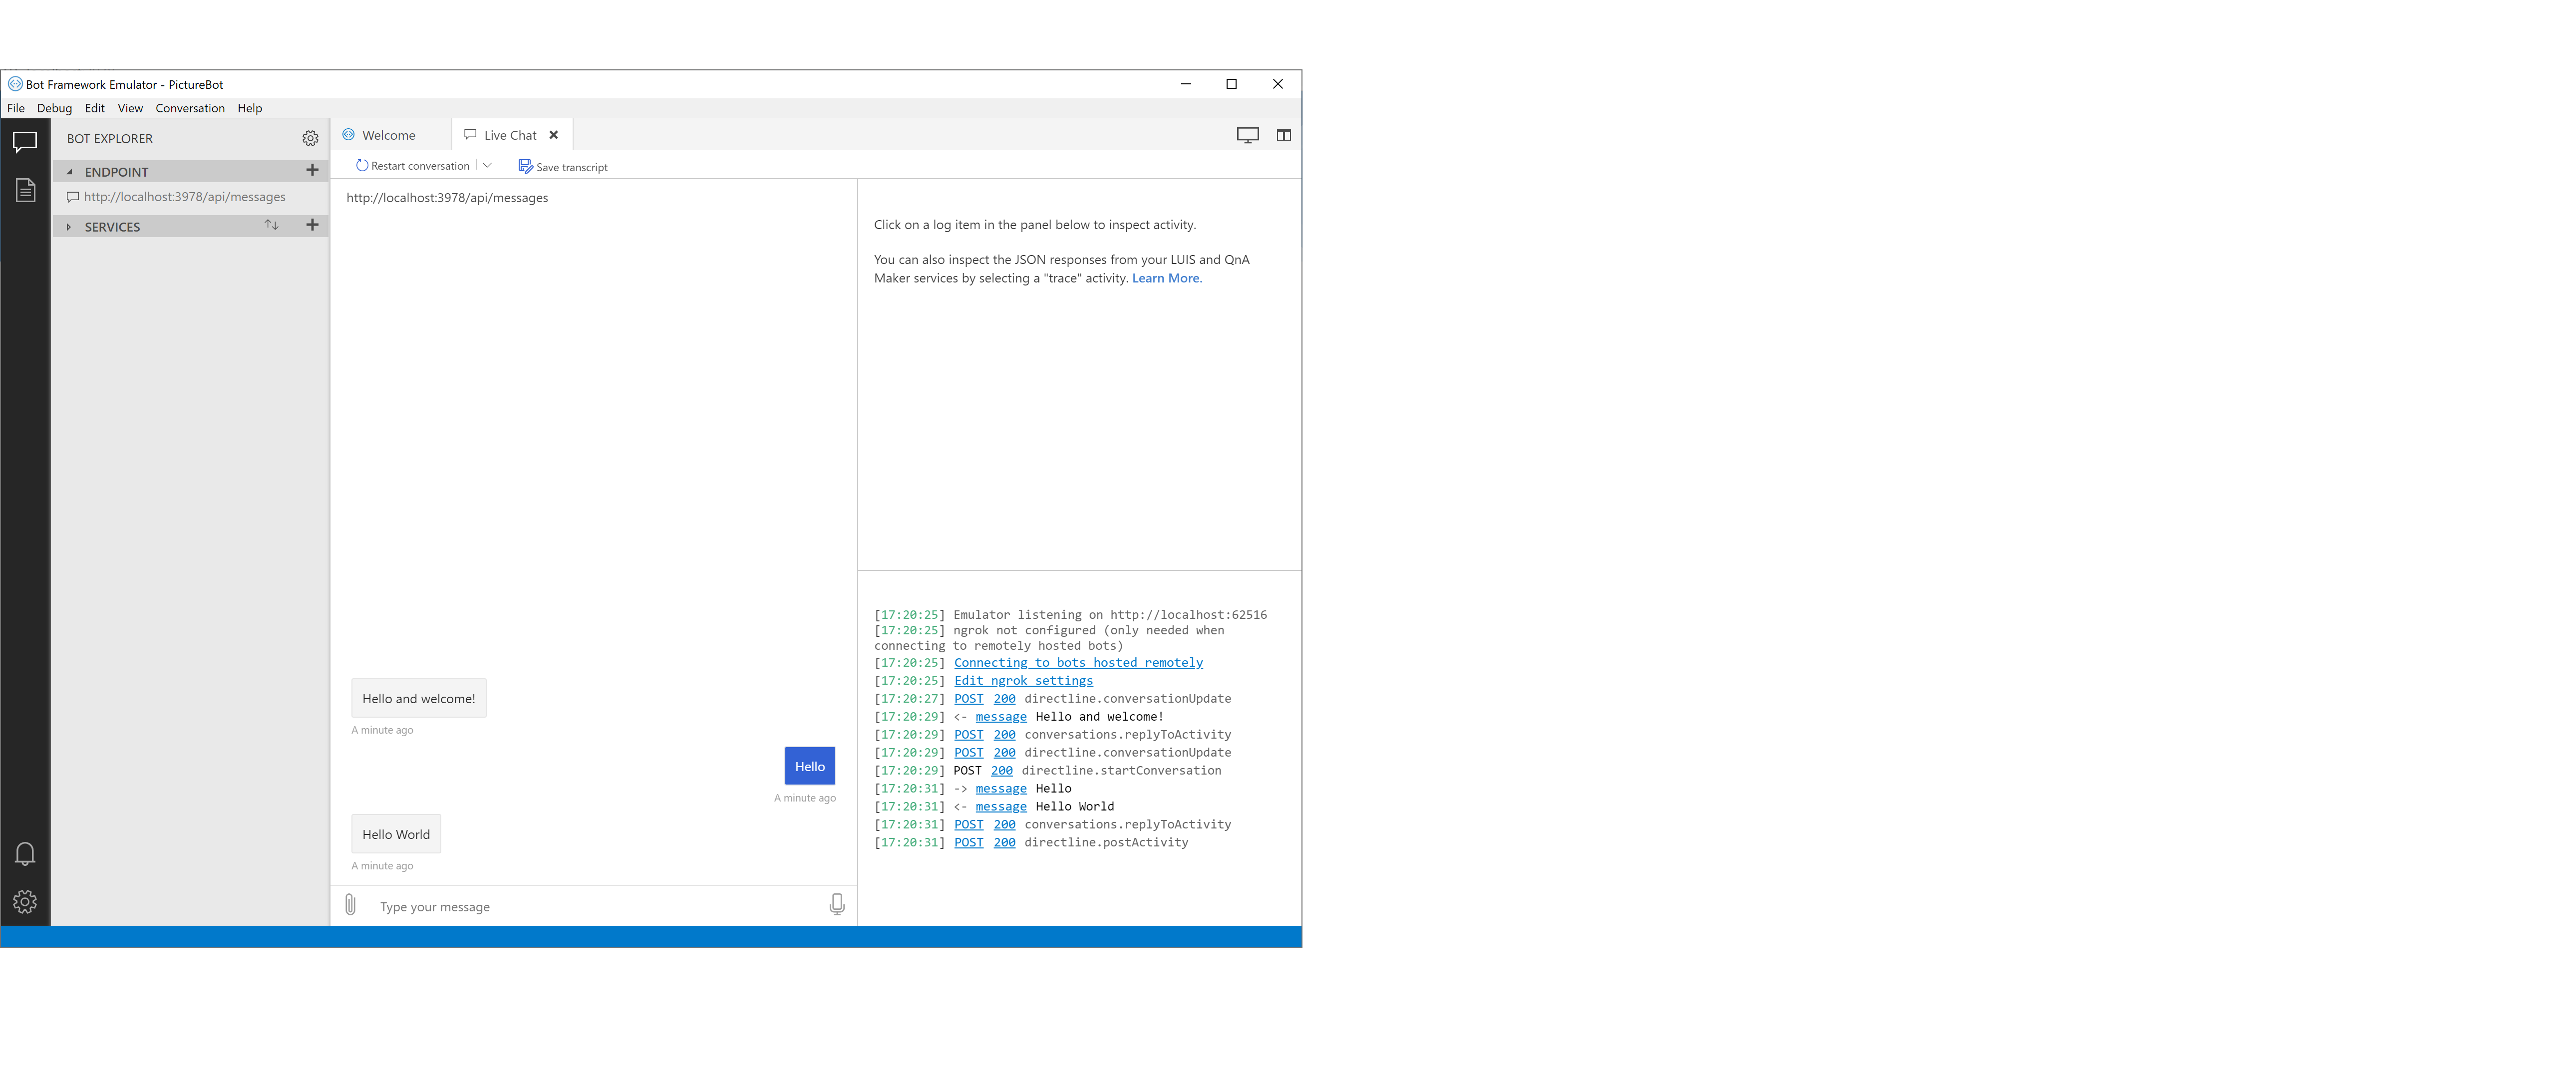 Bot Framework Emulator - PictureBot
File Debug Edit View Conversation Help
BOT EXPLORER
ENDPOINT
http://localhost:3978/api/messages
SERVICES
Welcome
Live Chat
Restart conversation
Save transcript
http://localhost:3978/api/messages
Hello and welcome!
A minute ago
Hello
A minute ago
Hello World
A minute ago
Type your message
Click on a log item in the panel below to inspect activity.
You can also inspect the JSON responses from your LUIS and QnA
Maker services by selecting a "trace" activity. Learn More.
[17:20:25] Emulator listening on http://localhost:62516
[17:20:25] ngrok not configured (only needed when
connecting to remotely hosted bots)
[17:20:25] Connecting to bots hosted remotely
[17:20:25] Edit ngrok settings
[17:20:27] POST 200 directline.conversationUpdate
[17:20:29] <- message Hello and welcome!
[17:20:29] POST 200 conversations.replyToActivity
[17:20:29] POST 200 directline.conversationUpdate
[17:20:29] POST 200 directline.startConversation
[17:20:31] -> message Hello
[17:20:31] <- message Hello World
[17:20:31] POST 200 conversations.replyToActivity
[17:20:31] POST 200 directline.postActivity